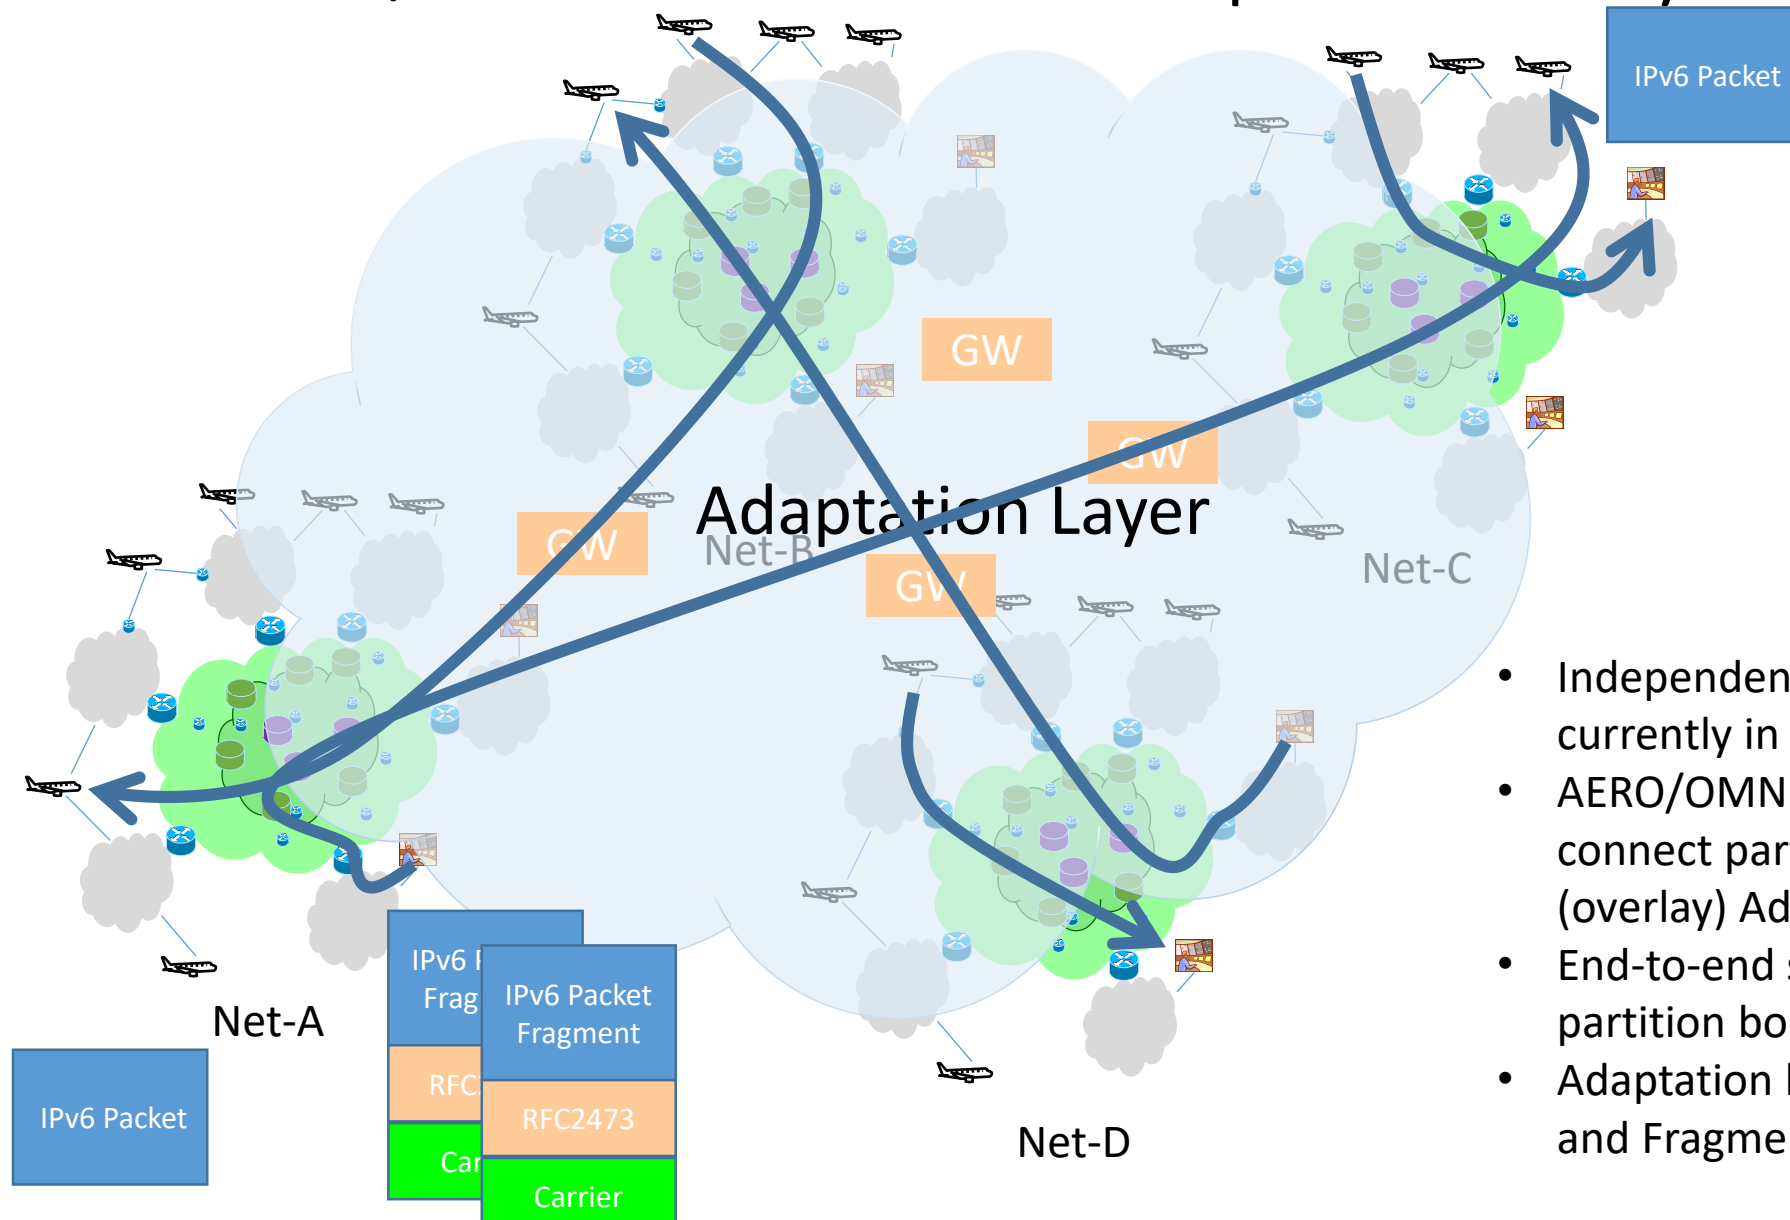 IPv6 Packet
GW
GW
Adaptation Layer
GW
Net-B
GW
Net-C
Independen
currently in
AERO/OMN
connect par
(overlay) Ad
End-to-end s
partition bo
Adaptation
and Fragme
Net-A
IPv6 Packet
IPv6
Frag
RFC
Car
IPv6 Packet
Fragment
RFC2473
Carrier
Net-D